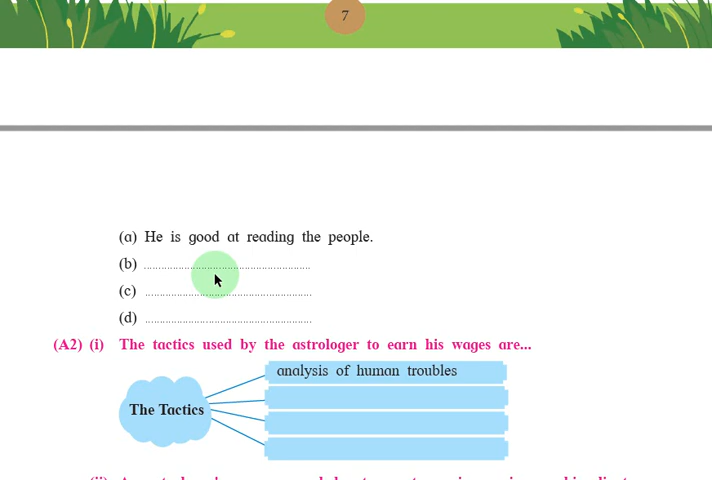 7
(a) He is good at reading the people.
(b) ..........................................................
(c) ..........................................................
(d) ..........................................................
(A2) (i) The tactics used by the astrologer to earn his wages are...
analysis of human troubles
The Tactics